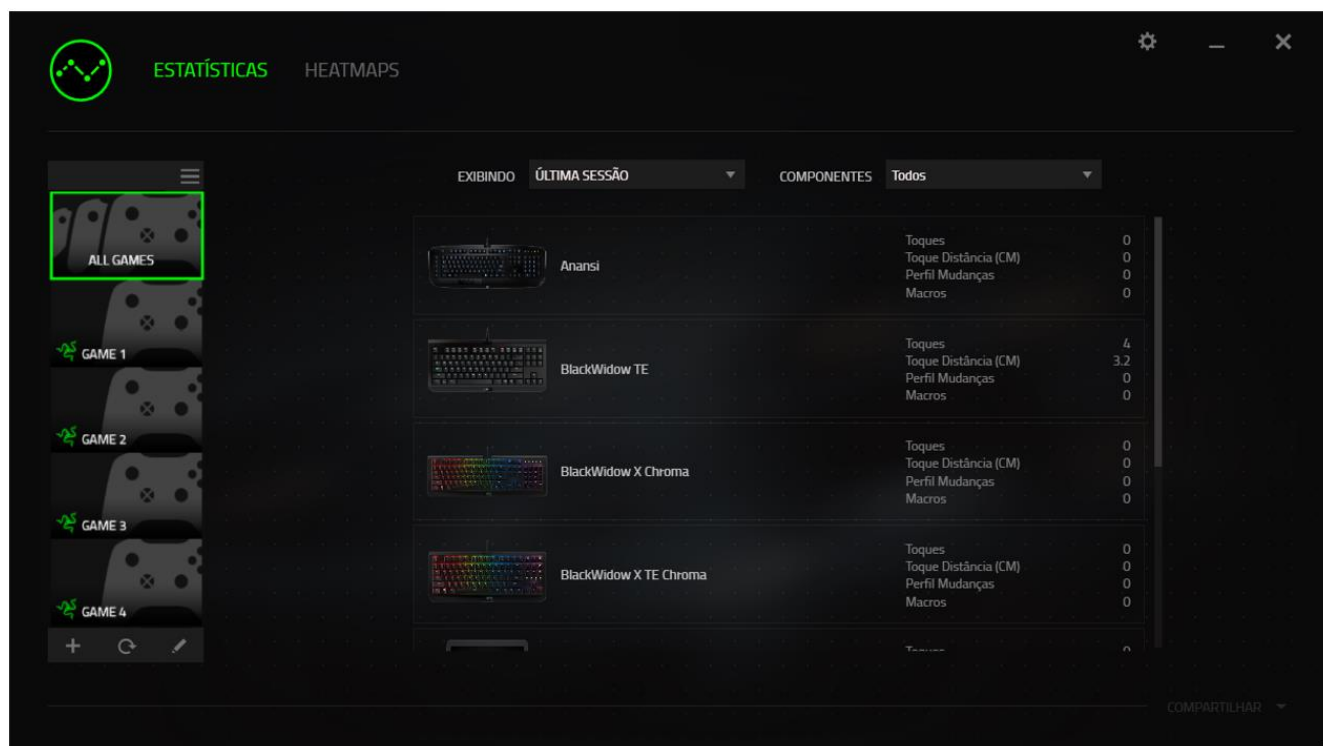 ESTATÍSTICAS HEATMAPS
EXIBINDO ÚLTIMA SESSÃO COMPONENTES Todos
ALL GAMES
GAME 1
GAME 2
GAME 3
GAME 4
Anansi
Toques 0
Toque Distância (CM) 0
Perfil Mudanças 0
Macros 0
BlackWidow TE
Toques 4
Toque Distância (CM) 3.2
Perfil Mudanças 0
Macros 0
BlackWidow X Chroma
Toques 0
Toque Distância (CM) 0
Perfil Mudanças 0
Macros 0
BlackWidow X TE Chroma
Toques 0
Toque Distância (CM) 0
Perfil Mudanças 0
Macros 0
COMPARTILHAR